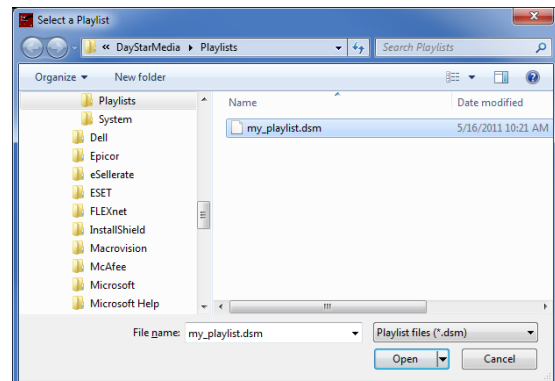 Select a Playlist
« DayStarMedia ▸ Playlists
Search Playlists
Organize
New folder
Playlists
System
Dell
Epicor
eSellerate
ESET
FLEXnet
InstallShield
Macrovision
McAfee
Microsoft
Microsoft Help
Name
Date modified
my_playlist.dsm
5/16/2011 10:21 AM
File name:
my_playlist.dsm
Playlist files (*.dsm)
Open
Cancel